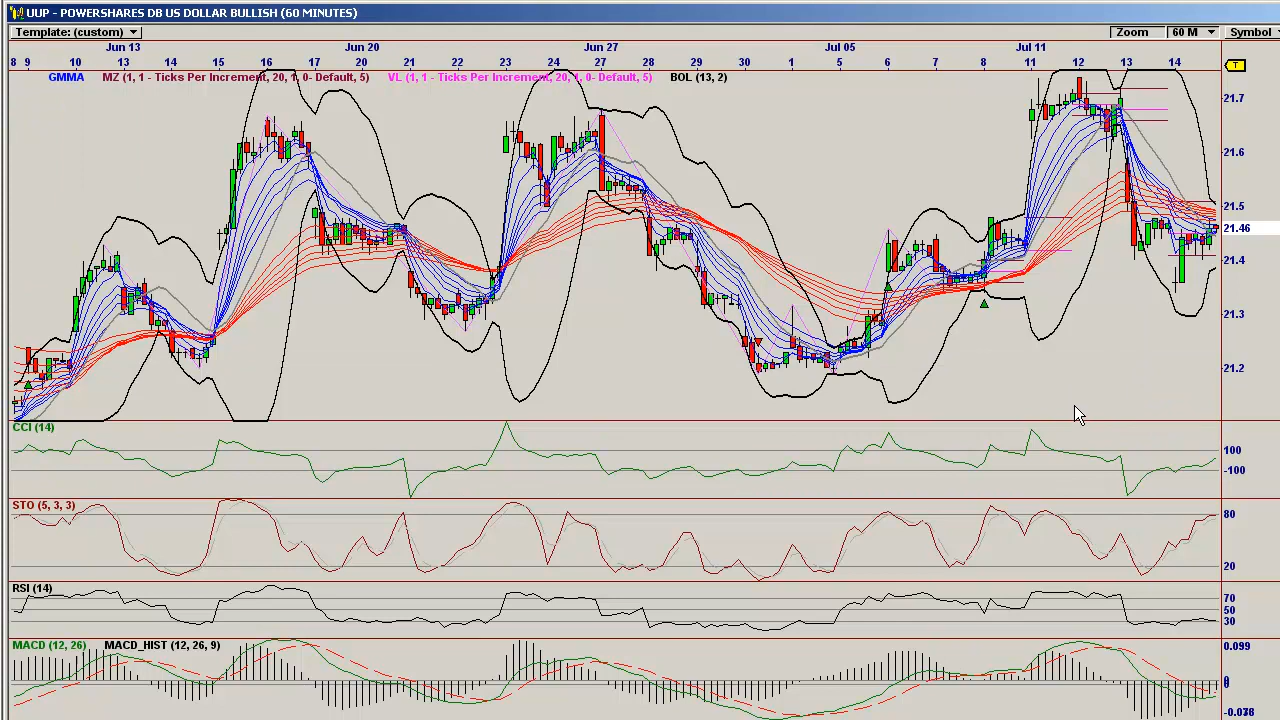 UUP - POWERSHARES DB US DOLLAR BULLISH (60 MINUTES)
Template: (custom) Zoom 60 M Symbol
Jun 13 Jun 20 Jun 27 Jul 05 Jul 11
8 9 10 13 14 15 16 17 20 21 22 23 24 27 28 29 30 1 5 6 7 8 11 12 13 14
GMMA MZ (1, 1 - Ticks Per Increment, 20, 1, 0- Default, 5) VL (1, 1 - Ticks Per Increment, 20, 1, 0- Default, 5) BOL (13, 2)
T
21.7
21.6
21.5
21.46
21.4
21.3
21.2
CCI (14)
100
-100
STO (5, 3, 3)
80
20
RSI (14)
70
50
30
MACD (12, 26) MACD_HIST (12, 26, 9)
0.099
0